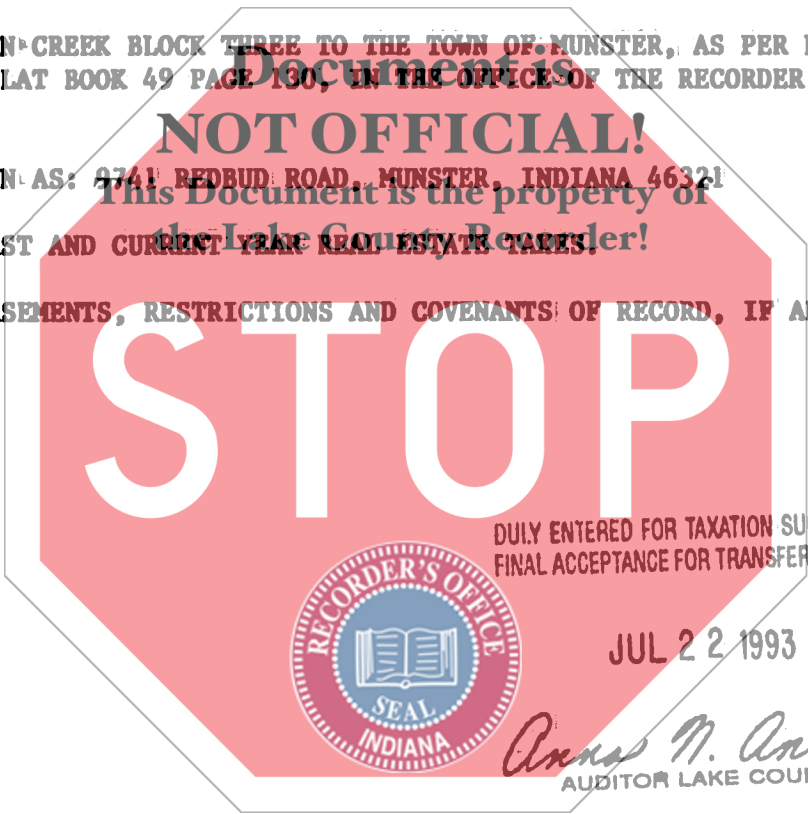 N CREEK BLOCK THREE TO THE TOWN OF MUNSTER, AS PER
LAT BOOK 49 PAGE 130, IN THE OFFICE OF THE RECORDER
Document is
NOT OFFICIAL!
N AS: 9741 REDBUD ROAD, MUNSTER, INDIANA 46321
This Document is the property of
the Lake County Recorder!
ST AND CURRENT YEAR REAL ESTATE TAXES.
SEMENTS, RESTRICTIONS AND COVENANTS OF RECORD, IF
STOP
DULY ENTERED FOR TAXATION SU
FINAL ACCEPTANCE FOR TRANSFER
RECORDER'S OFFICE
SEAL
INDIANA
JUL 22 1993
Anna N. An
AUDITOR LAKE COU